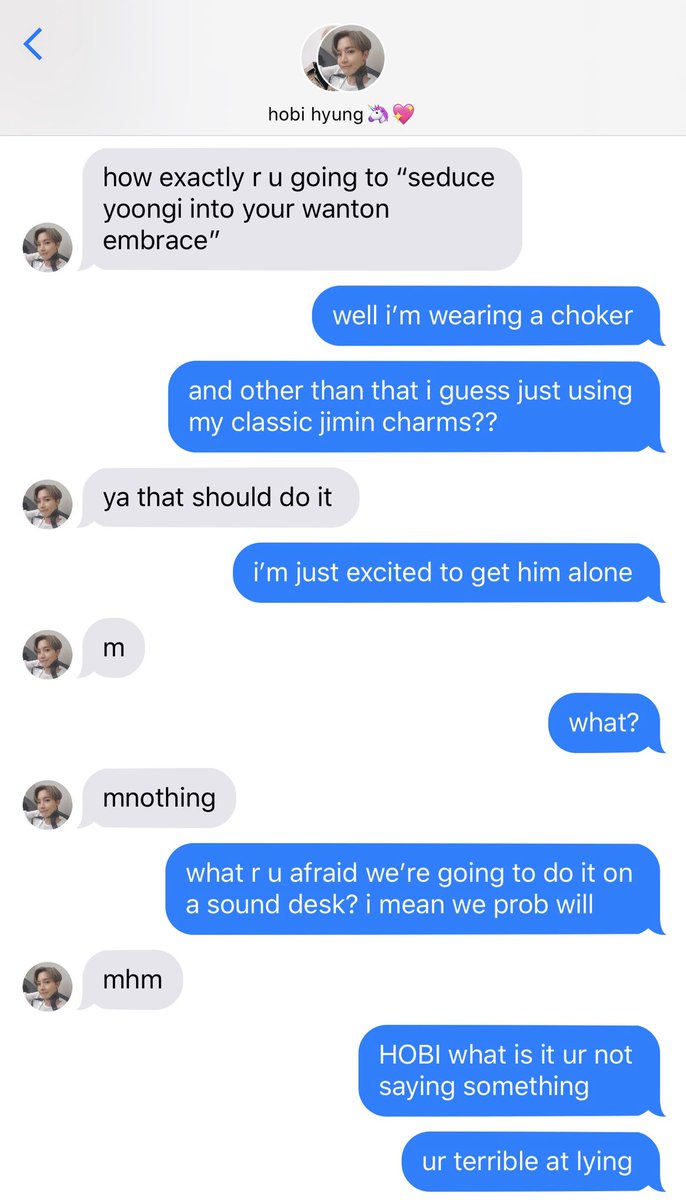 hobi hyung🦄💖
how exactly r u going to “seduce
yoongi into your wanton
embrace”
well i’m wearing a choker
and other than that i guess just using
my classic jimin charms??
ya that should do it
i’m just excited to get him alone
m
what?
mnothing
what r u afraid we’re going to do it on
a sound desk? i mean we prob will
mhm
HOBI what is it ur not
saying something
ur terrible at lying